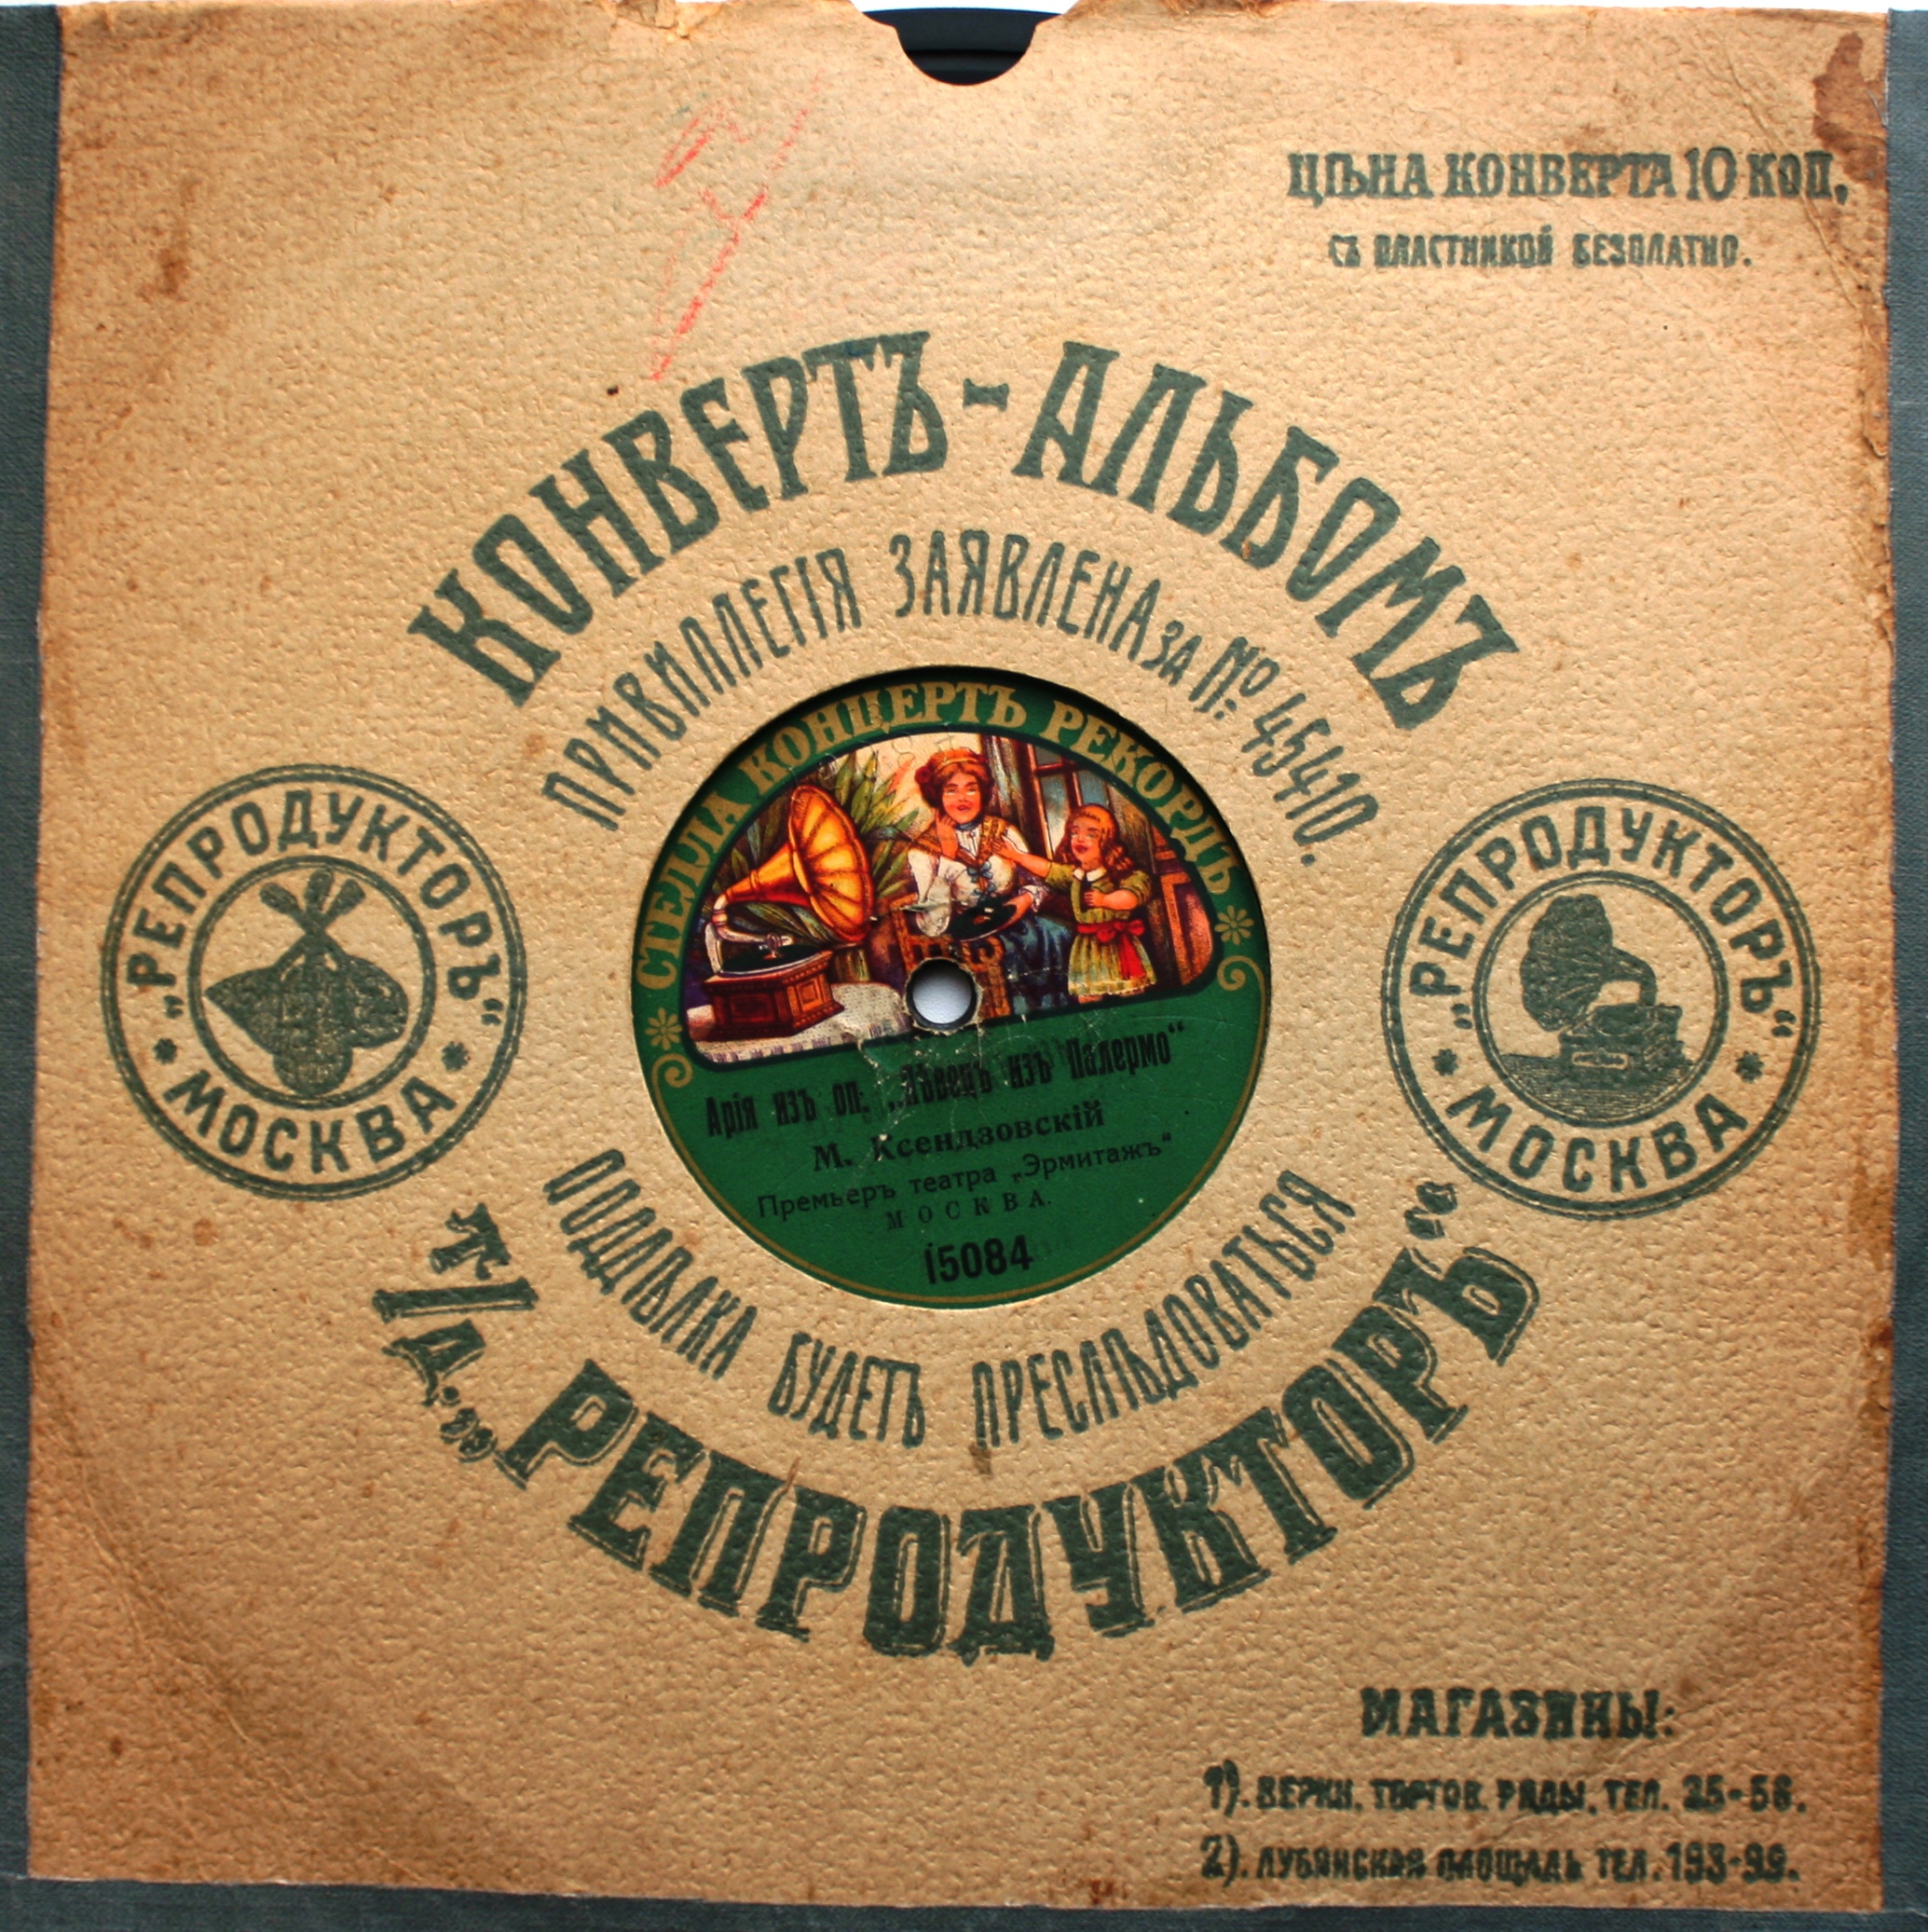 ЦѢНА КОНВЕРТА 10 КОП,
СЪ ПЛАСТИНКОЙ БЕЗПЛАТНО.
КОНВЕРТЪ-АЛЬБОМЪ
ПРИВИЛЛЕГІЯ ЗАЯВЛЕНА ЗА №: 45410.
„РЕПРОДУКТОРЪ“
* МОСКВА *
СТЕЛЛА КОНЦЕРТЪ РЕКОРДЪ
Арія изъ оп. „Пѣвецъ изъ Палермо“
М. Ксендзовскій
Премьеръ театра „Эрмитажъ“
МОСКВА.
15084
„РЕПРОДУКТОРЪ“
* МОСКВА *
ПОДДѢЛКА БУДЕТЪ ПРЕСЛѢДОВАТЬСЯ
Т/Д. „РЕПРОДУКТОРЪ“
МАГАЗИНЫ:
1). ВЕРХН. ТОРГОВ. РЯДЫ, ТЕЛ. 25-56.
2). ЛУБЯНСКАЯ ПЛОЩАДЬ ТЕЛ. 193-99.